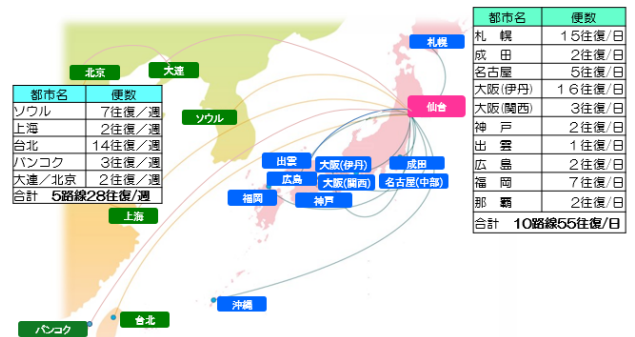 都市名 便数
札 幌 15往復/日
成 田 2往復/日
名古屋 5往復/日
大阪(伊丹) 16往復/日
大阪(関西) 3往復/日
神 戸 2往復/日
出 雲 1往復/日
広 島 2往復/日
福 岡 7往復/日
那 覇 2往復/日
合計 10路線55往復/日
札幌
北京
大連
都市名 便数
ソウル 7往復/週
上海 2往復/週
台北 14往復/週
バンコク 3往復/週
大連/北京 2往復/週
合計 5路線28往復/週
ソウル
仙台
出雲
大阪(伊丹)
成田
広島
大阪(関西)
名古屋(中部)
福岡
神戸
上海
沖縄
台北
バンコク